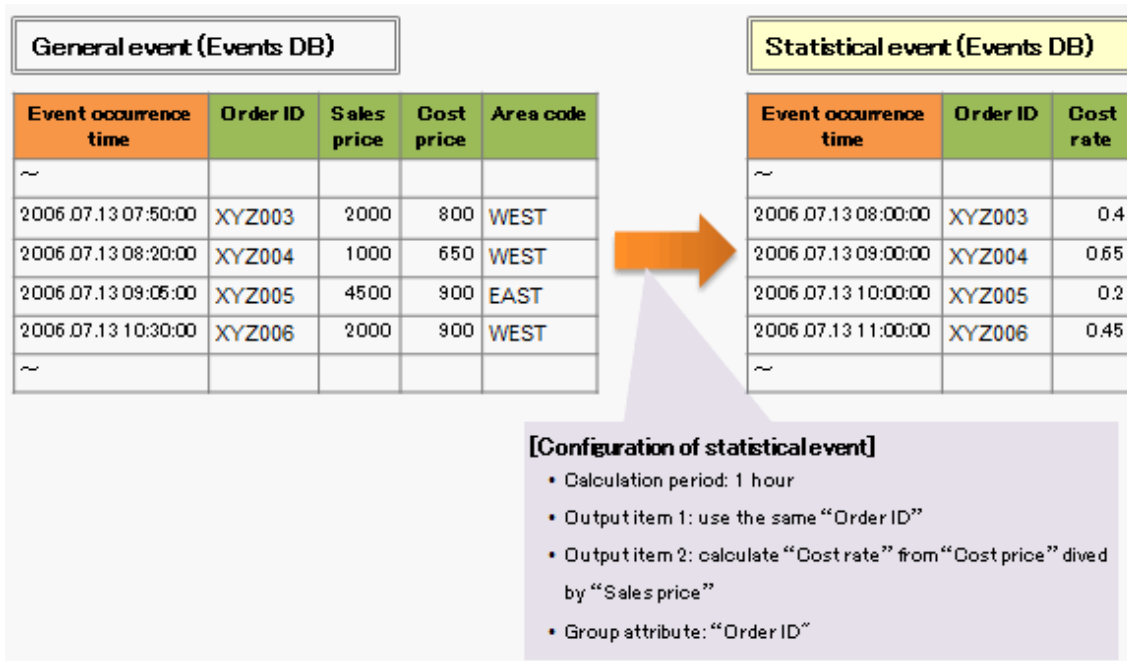 General event (Events DB)
Statistical event (Events DB)
Event occurrence time Order ID Sales price Cost price Area code
~
2006.07.13 07:50:00 XYZ003 2000 800 WEST
2006.07.13 08:20:00 XYZ004 1000 650 WEST
2006.07.13 09:05:00 XYZ005 4500 900 EAST
2006.07.13 10:30:00 XYZ006 2000 900 WEST
~
Event occurrence time Order ID Cost rate
~
2006.07.13 08:00:00 XYZ003 0.4
2006.07.13 09:00:00 XYZ004 0.65
2006.07.13 10:00:00 XYZ005 0.2
2006.07.13 11:00:00 XYZ006 0.45
~
[Configuration of statistical event]
• Calculation period: 1 hour
• Output item 1: use the same “Order ID”
• Output item 2: calculate “Cost rate” from “Cost price” dived
by “Sales price”
• Group attribute: “Order ID”